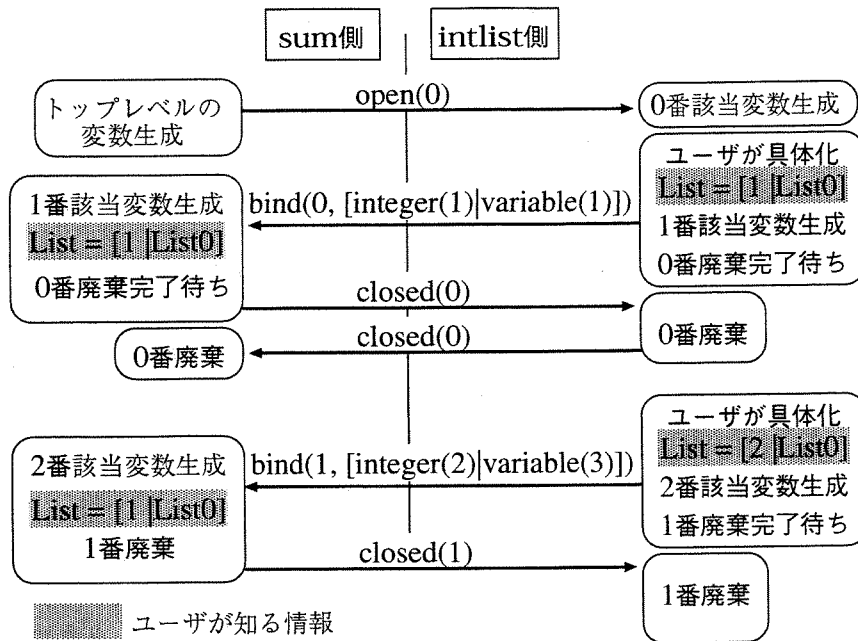 sum側 intlist側
トップレベルの
変数生成
open(0)
0番該当変数生成
ユーザが具体化
List = [1 |List0]
1番該当変数生成
0番廃棄完了待ち
bind(0, [integer(1)|variable(1)])
1番該当変数生成
List = [1 |List0]
0番廃棄完了待ち
closed(0)
0番廃棄
closed(0)
0番廃棄
ユーザが具体化
List = [2 |List0]
2番該当変数生成
1番廃棄完了待ち
bind(1, [integer(2)|variable(3)])
2番該当変数生成
List = [1 |List0]
1番廃棄
closed(1)
1番廃棄
ユーザが知る情報